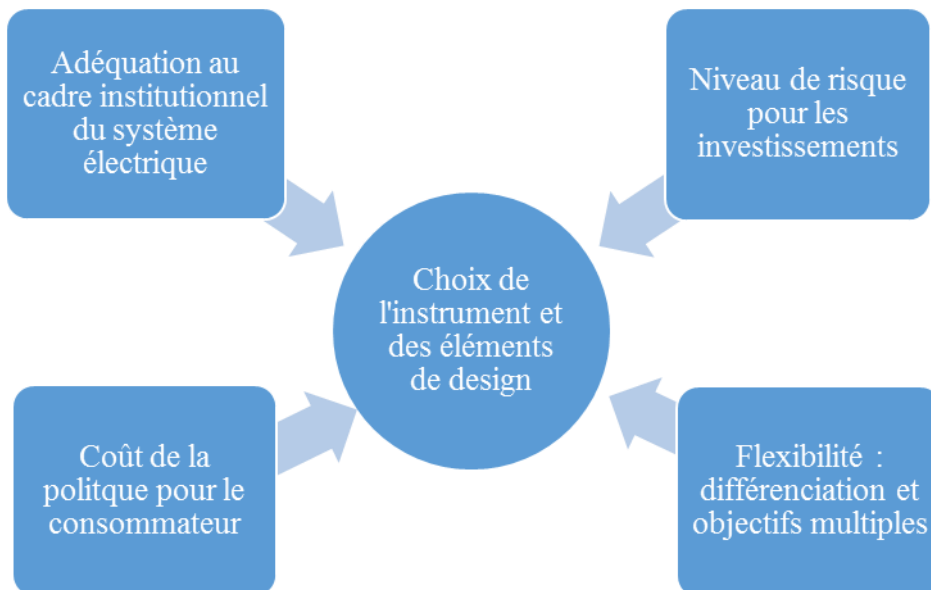 Adéquation au
cadre institutionnel
du système
électrique
Niveau de risque
pour les
investissements
Choix de
l'instrument et
des éléments
de design
Coût de la
politque pour le
consommateur
Flexibilité :
différenciation et
objectifs multiples